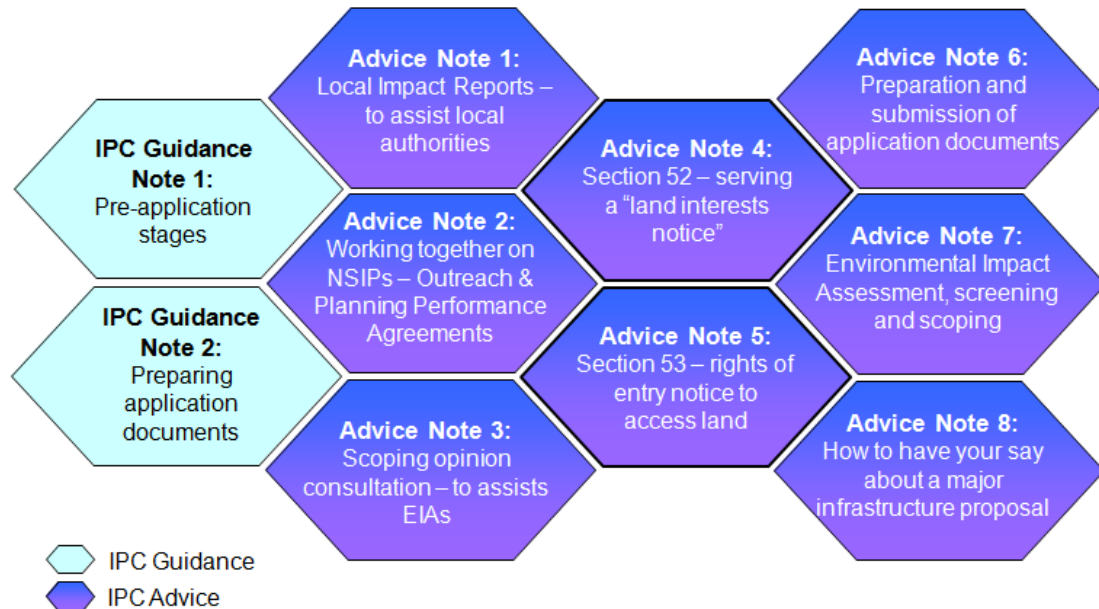 IPC Guidance
Note 1:
Pre-application
stages
IPC Guidance
Note 2:
Preparing
application
documents
Advice Note 1:
Local Impact Reports –
to assist local
authorities
Advice Note 2:
Working together on
NSIPs – Outreach &
Planning Performance
Agreements
Advice Note 3:
Scoping opinion
consultation – to assists
EIAs
Advice Note 4:
Section 52 – serving
a “land interests
notice”
Advice Note 5:
Section 53 – rights of
entry notice to
access land
Advice Note 6:
Preparation and
submission of
application documents
Advice Note 7:
Environmental Impact
Assessment, screening
and scoping
Advice Note 8:
How to have your say
about a major
infrastructure proposal
IPC Guidance
IPC Advice